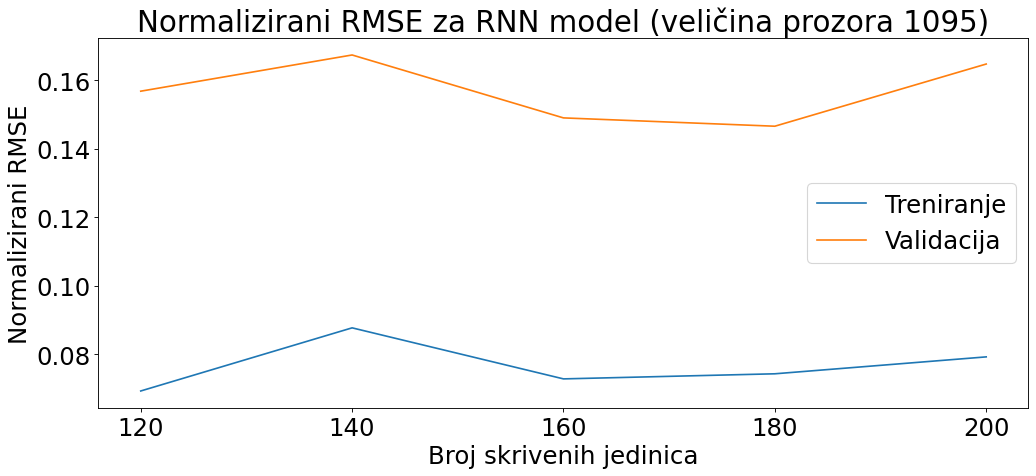 Normalizirani RMSE za RNN model (veličina prozora 1095)
Normalizirani RMSE
0.16
0.14
0.12
0.10
0.08
Treniranje
Validacija
120 140 160 180 200
Broj skrivenih jedinica